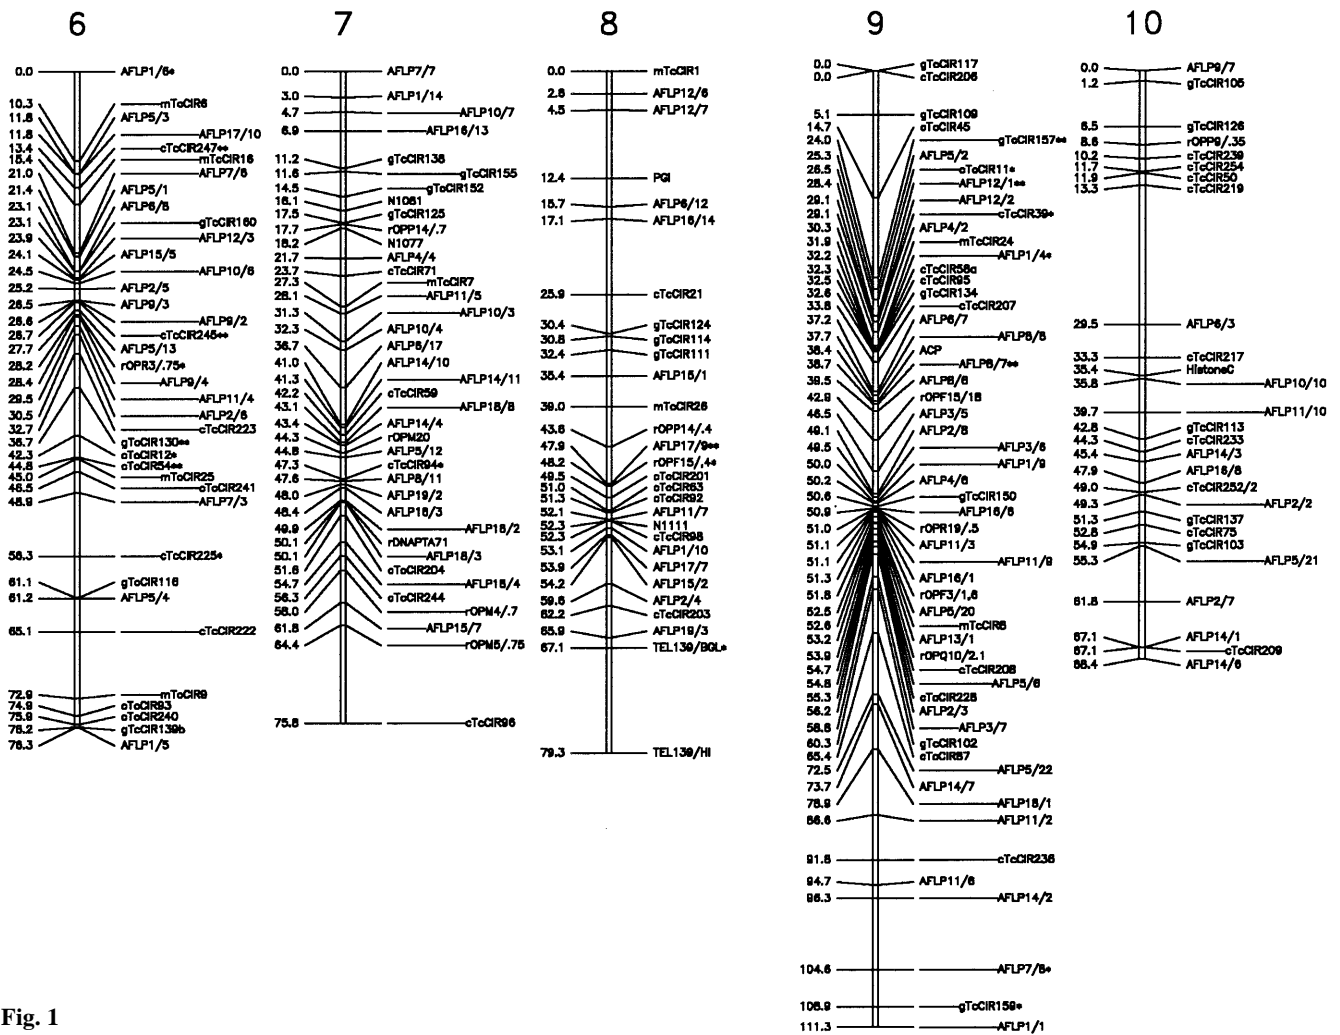 6
0.0 AFLP1/6*
10.3 mTcCIR6
11.8 AFLP5/3
11.8 AFLP17/10
13.4 cTcCIR247**
15.4 mTcCIR16
21.0 AFLP7/6
21.4 AFLP5/1
23.1 AFLP6/8
23.1 gTcCIR160
23.9 AFLP12/3
24.1 AFLP15/5
24.5 AFLP10/6
25.2 AFLP2/5
26.5 AFLP9/3
26.6 AFLP9/2
26.7 cTcCIR246**
27.7 AFLP5/13
28.2 rOPR3/.75*
28.4 AFLP9/4
29.5 AFLP11/4
30.5 AFLP2/6
32.7 cTcCIR223
36.7 gTcCIR130**
42.3 cTcCIR12*
44.8 cTcCIR54**
45.0 mTcCIR25
46.5 cTcCIR241
48.9 AFLP7/3
56.3 cTcCIR225*
61.1 gTcCIR116
61.2 AFLP5/4
65.1 cTcCIR222
72.9 mTcCIR9
74.9 cTcCIR93
75.9 cTcCIR240
76.2 gTcCIR139b
76.3 AFLP1/5
7
0.0 AFLP7/7
3.0 AFLP1/14
4.7 AFLP10/7
6.9 AFLP16/13
11.2 gTcCIR138
11.6 gTcCIR155
14.5 gTcCIR152
16.1 N1081
17.5 gTcCIR125
17.7 rOPP14/.7
18.2 N1077
21.7 AFLP4/4
23.7 cTcCIR71
27.3 mTcCIR7
28.1 AFLP11/5
31.3 AFLP10/3
32.3 AFLP10/4
36.7 AFLP6/17
41.0 AFLP14/10
41.3 AFLP14/11
42.2 cTcCIR59
43.1 AFLP18/8
43.4 AFLP14/4
44.3 rOPM20
44.8 AFLP5/12
47.3 cTcCIR94*
47.6 AFLP8/11
48.0 AFLP19/2
48.4 AFLP16/3
49.9 AFLP16/2
50.1 rDNAPTA71
50.1 AFLP18/3
51.6 cTcCIR204
54.7 AFLP18/4
56.3 cTcCIR244
58.0 rOPM4/.7
61.8 AFLP15/7
64.4 rOPM5/.75
75.8 cTcCIR96
8
0.0 mTcCIR1
2.6 AFLP12/6
4.5 AFLP12/7
12.4 PGI
15.7 AFLP6/12
17.1 AFLP16/14
25.9 cTcCIR21
30.4 gTcCIR124
30.8 gTcCIR114
32.4 gTcCIR111
35.4 AFLP15/1
39.0 mTcCIR26
43.6 rOPP14/.4
47.9 AFLP17/9**
48.2 rOPF15/.4*
49.5 cTcCIR201
51.0 cTcCIR63
51.3 cTcCIR92
52.1 AFLP11/7
52.3 N1111
52.3 cTcCIR98
53.1 AFLP1/10
53.9 AFLP17/7
54.2 AFLP15/2
59.6 AFLP2/4
62.2 cTcCIR203
65.9 AFLP19/3
67.1 TEL139/BGL*
79.3 TEL139/HI
9
0.0 gTcCIR117
0.0 cTcCIR206
5.1 gTcCIR109
14.7 cTcCIR45
24.0 gTcCIR157**
25.3 AFLP5/2
26.5 cTcCIR11*
28.4 AFLP12/1**
29.1 AFLP12/2
29.1 cTcCIR39*
30.3 AFLP4/2
31.9 mTcCIR24
32.2 AFLP1/4*
32.3 cTcCIR58a
32.5 cTcCIR95
32.6 gTcCIR134
33.8 cTcCIR207
37.2 AFLP6/7
37.7 AFLP8/8
38.4 ACP
38.7 AFLP8/7**
39.5 AFLP8/6
42.9 rOPF15/16
46.5 AFLP3/5
49.1 AFLP2/8
49.5 AFLP3/6
50.0 AFLP1/9
50.2 AFLP4/6
50.6 gTcCIR150
50.9 AFLP16/6
51.0 rOPR19/.5
51.1 AFLP11/3
51.1 AFLP11/9
51.3 AFLP16/1
51.8 rOPF3/1,6
52.5 AFLP5/20
52.6 mTcCIR8
53.2 AFLP13/1
53.9 rOPQ10/2.1
54.7 cTcCIR208
54.8 AFLP5/6
55.3 cTcCIR228
56.2 AFLP2/3
58.8 AFLP3/7
60.3 gTcCIR102
65.4 cTcCIR87
72.5 AFLP5/22
73.7 AFLP14/7
78.9 AFLP18/1
86.6 AFLP11/2
91.8 cTcCIR236
94.7 AFLP11/6
96.3 AFLP14/2
104.6 AFLP7/8*
108.9 gTcCIR159*
111.3 AFLP1/1
10
0.0 AFLP9/7
1.2 gTcCIR105
6.5 gTcCIR126
8.6 rOPP9/.35
10.2 cTcCIR239
11.7 cTcCIR254
11.9 cTcCIR50
13.3 cTcCIR219
29.5 AFLP6/3
33.3 cTcCIR217
35.4 HistoneC
35.8 AFLP10/10
39.7 AFLP11/10
42.8 gTcCIR113
44.3 cTcCIR233
45.4 AFLP14/3
47.9 AFLP16/8
49.0 cTcCIR252/2
49.3 AFLP2/2
51.3 gTcCIR137
52.8 cTcCIR75
54.9 gTcCIR103
55.3 AFLP5/21
61.8 AFLP2/7
67.1 AFLP14/1
67.1 cTcCIR209
68.4 AFLP14/6
Fig. 1